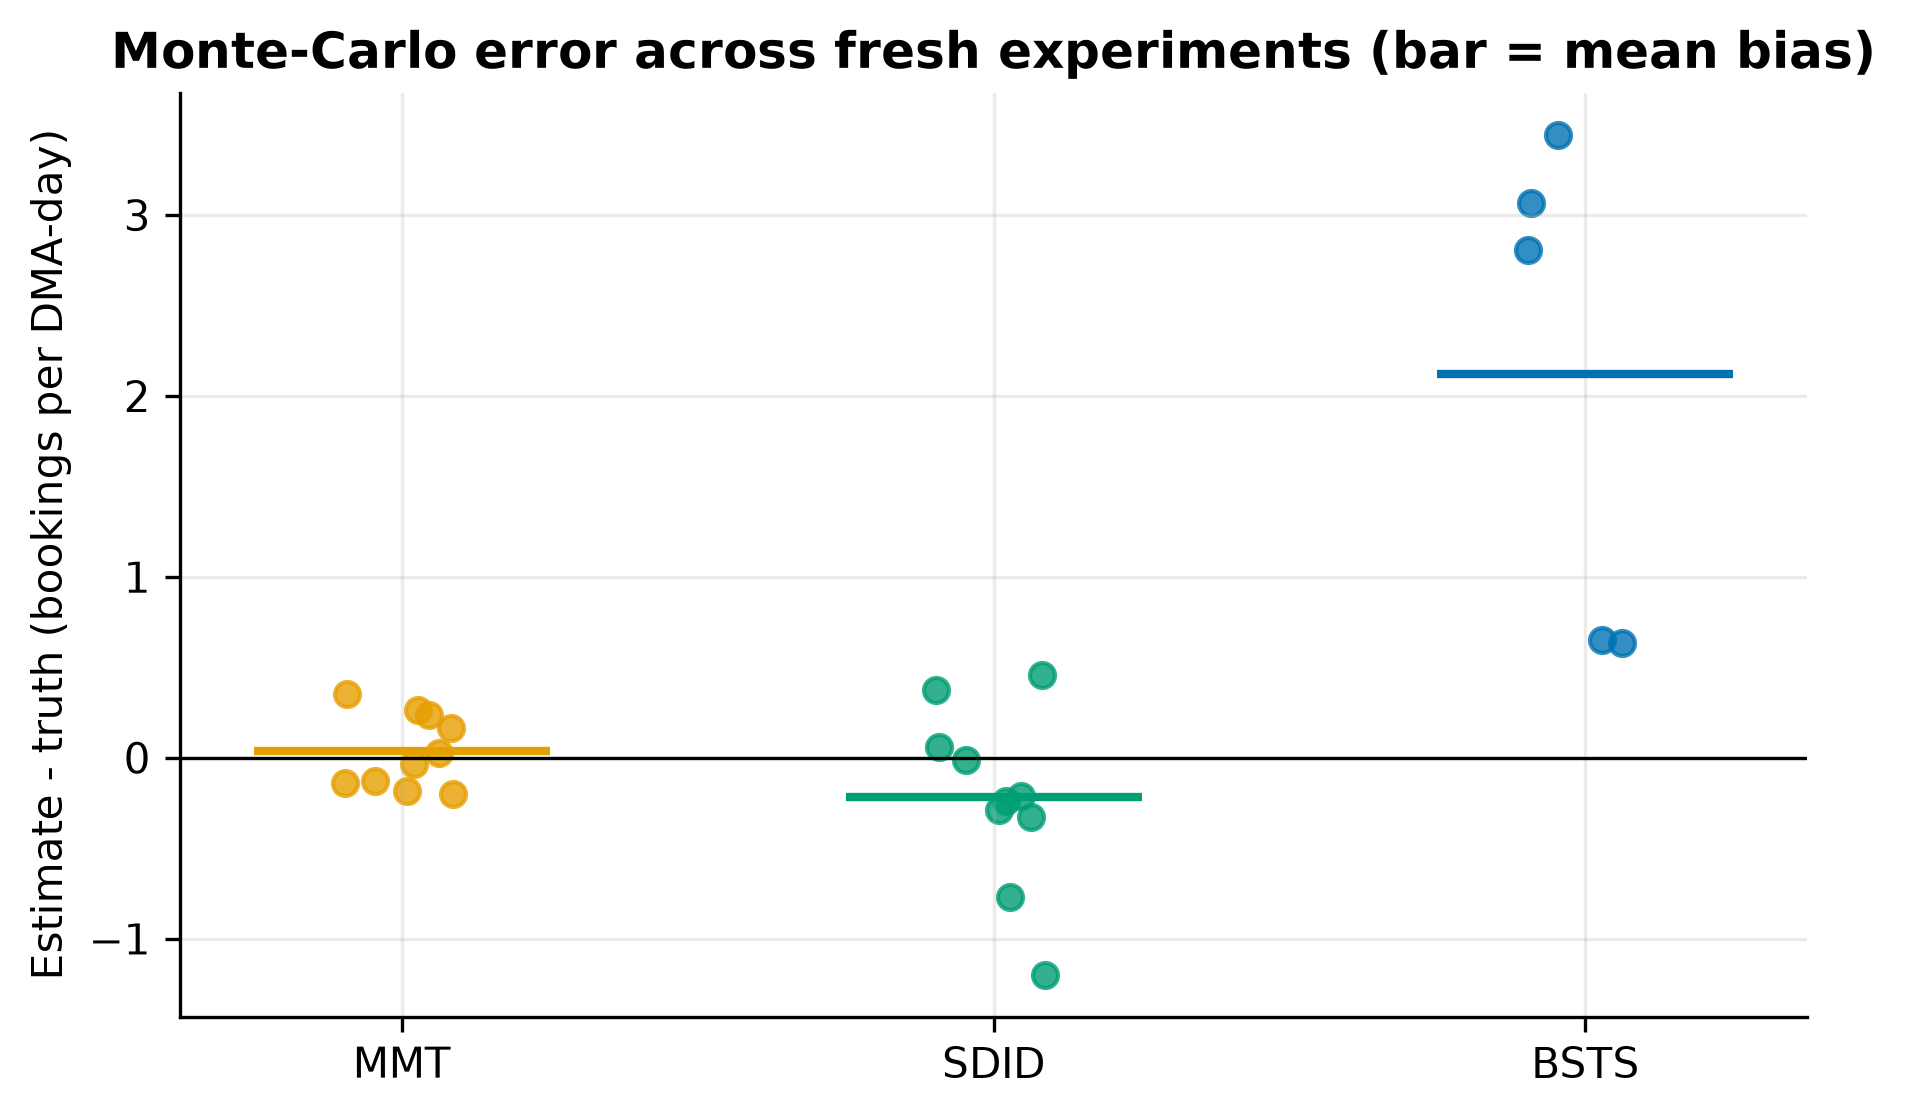 Monte-Carlo error across fresh experiments (bar = mean bias)
Estimate - truth (bookings per DMA-day)
3
2
1
0
−1
MMT
SDID
BSTS